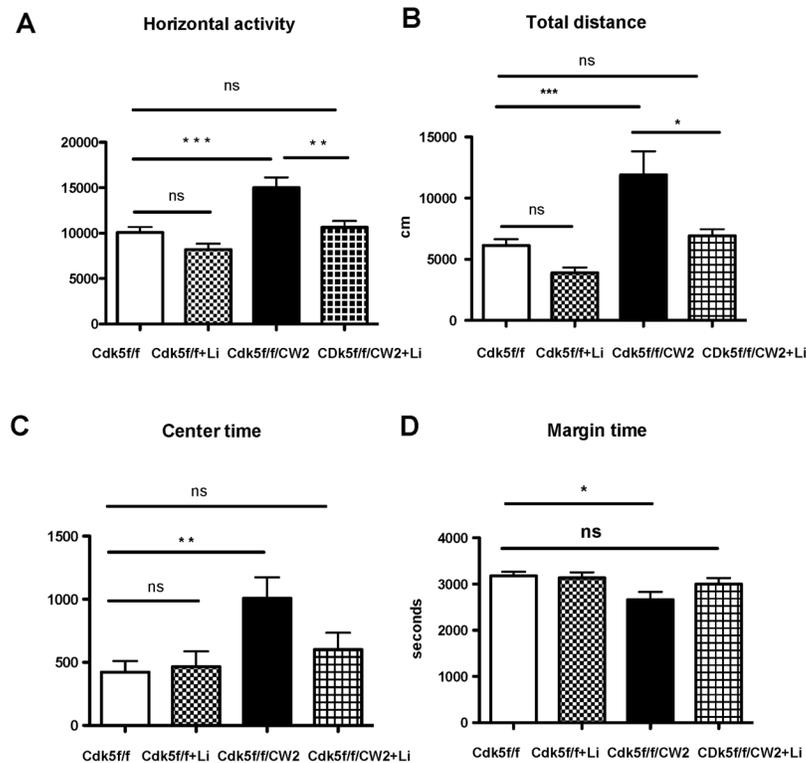 A
Horizontal activity
ns
***
**
ns
20000
15000
10000
5000
0
Cdk5f/f Cdk5f/f+Li Cdk5f/f/CW2 CDk5f/f/CW2+Li
B
Total distance
ns
***
*
ns
15000
10000
5000
0
cm
Cdk5f/f Cdk5f/f+Li Cdk5f/f/CW2 CDk5f/f/CW2+Li
C
Center time
ns
**
ns
1500
1000
500
0
Cdk5f/f Cdk5f/f+Li Cdk5f/f/CW2 Cdk5f/f/CW2+Li
D
Margin time
*
ns
4000
3000
2000
1000
0
seconds
Cdk5f/f Cdk5f/f+Li Cdk5f/f/CW2 CDk5f/f/CW2+Li